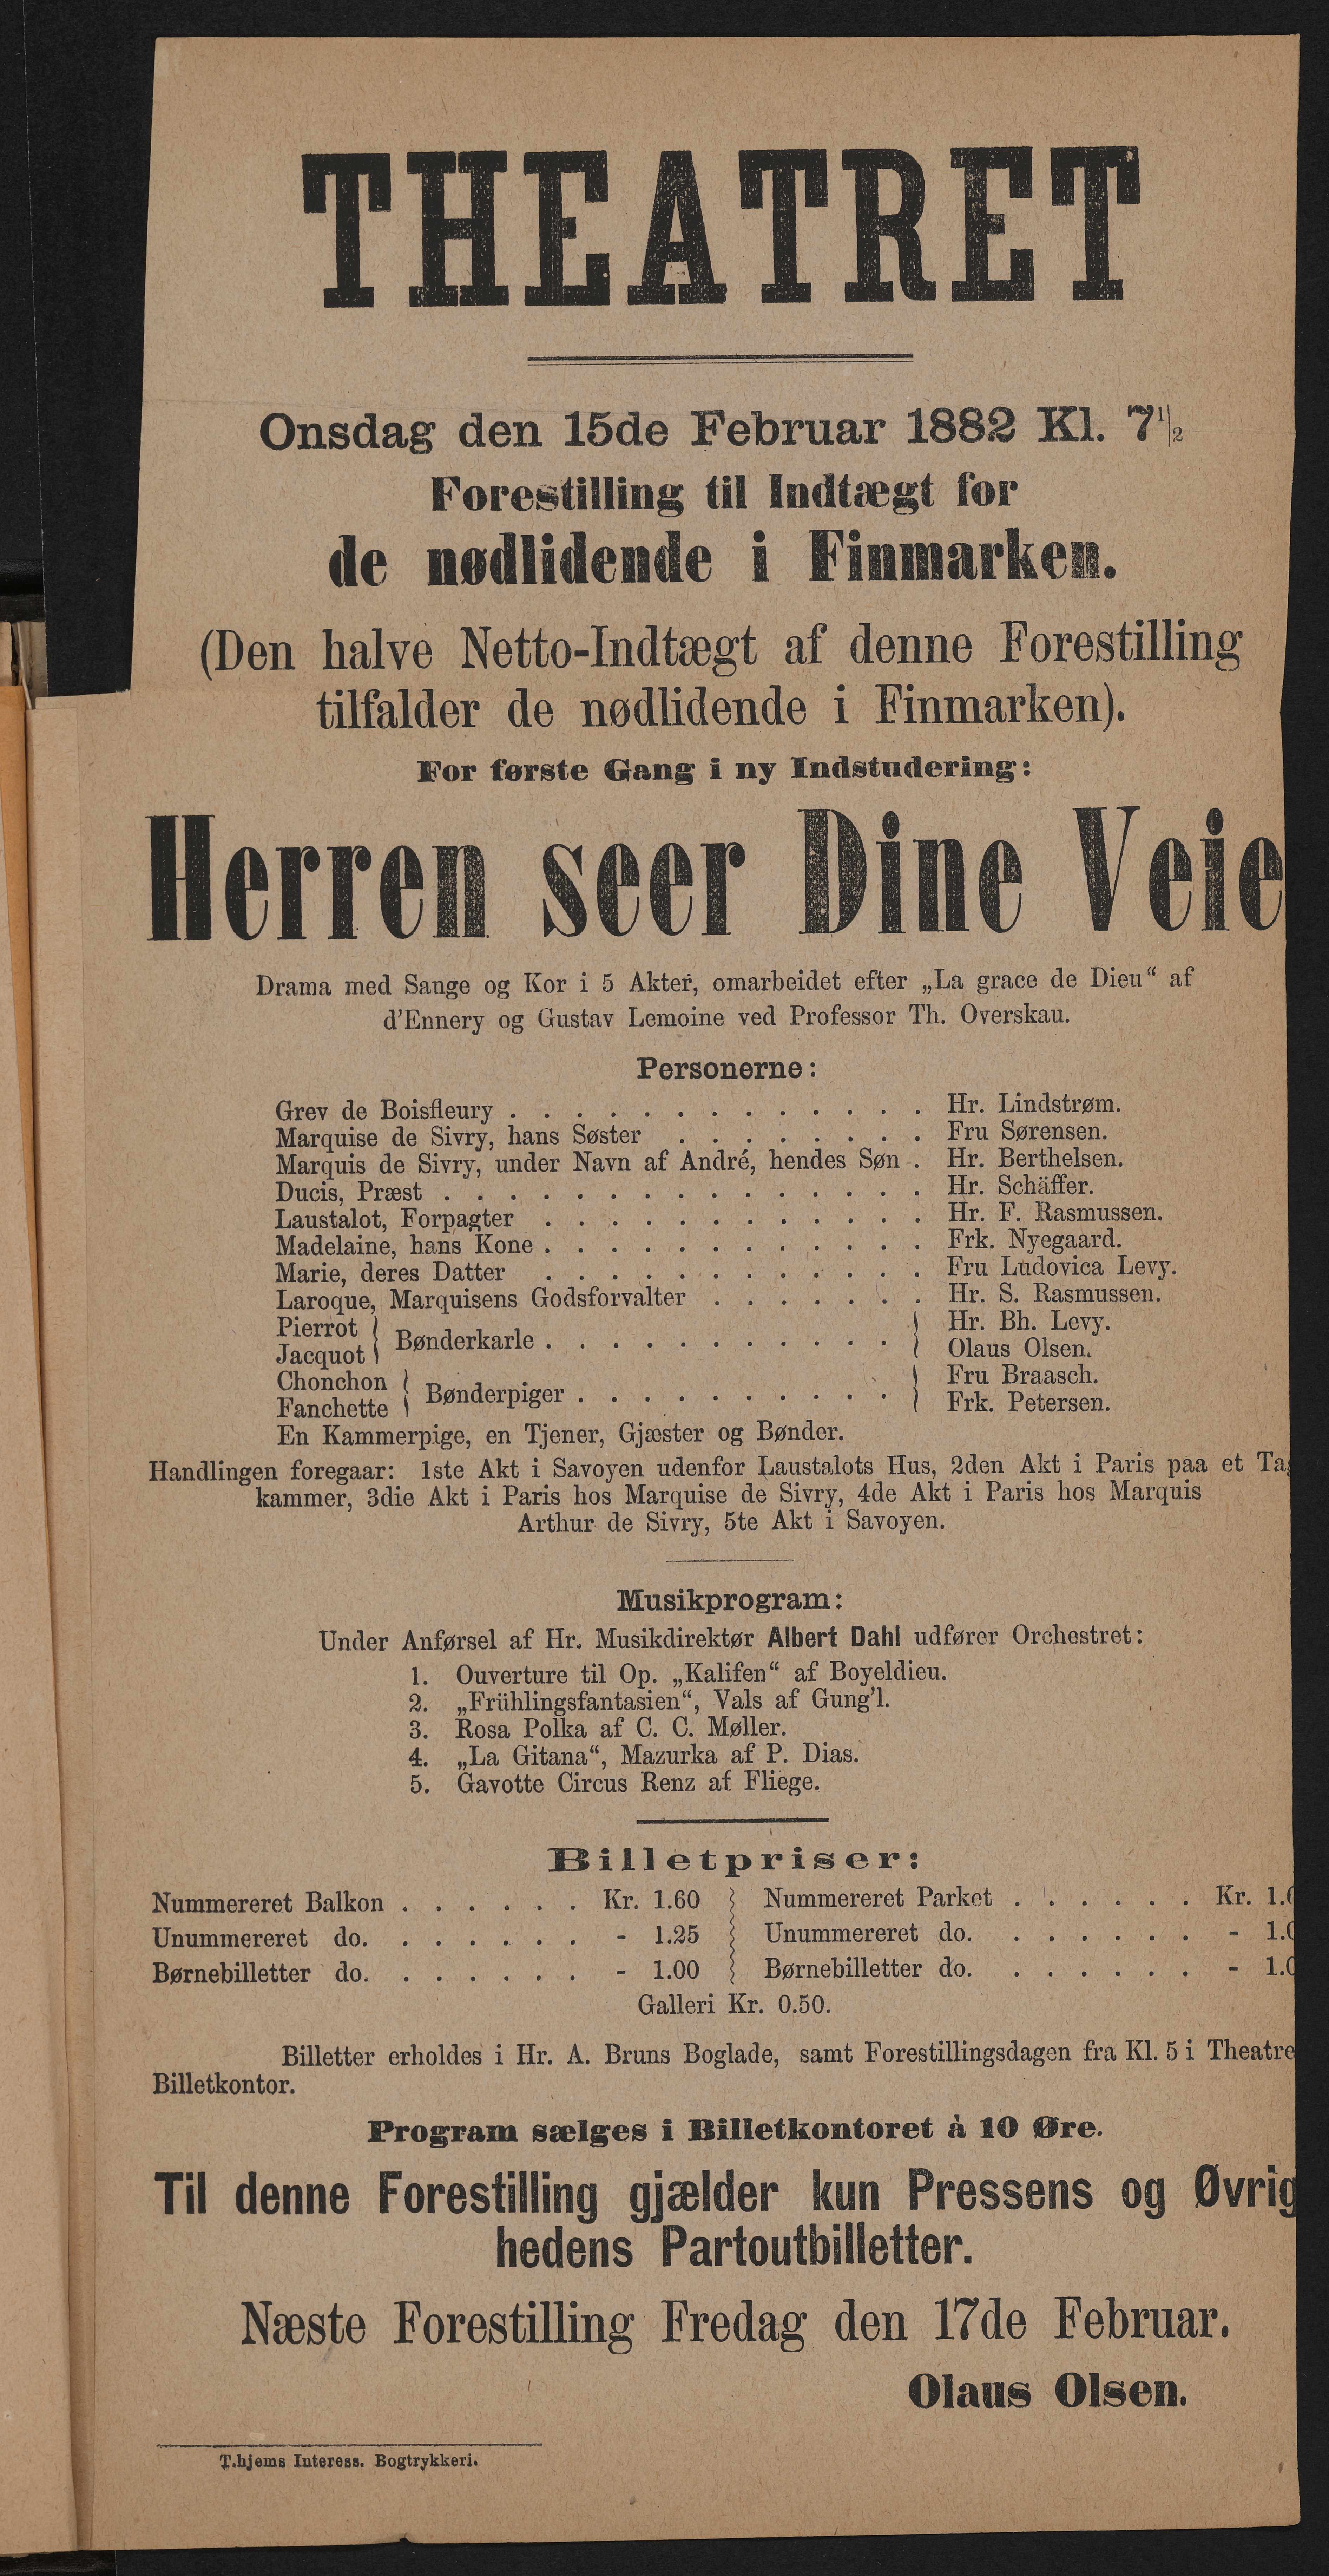 THEATRET
Onsdag den 15de Februar 1882 Kl. 7 1/2
Forestilling til Indtægt for
de nødlidende i Finmarken.
(Den halve Netto-Indtægt af denne Forestilling
tilfalder de nødlidende i Finmarken).
For første Gang i ny Indstudering:
Herren seer Dine Veie
Drama med Sange og Kor i 5 Akter, omarbeidet efter „La grace de Dieu“ af
d'Ennery og Gustav Lemoine ved Professor Th. Overskau.
Personerne:
Grev de Boisfleury . . . . . . . . . . . . . Hr. Lindstrøm.
Marquise de Sivry, hans Søster . . . . . . . . Fru Sørensen.
Marquis de Sivry, under Navn af André, hendes Søn . Hr. Berthelsen.
Ducis, Præst . . . . . . . . . . . . . . . Hr. Schäffer.
Laustalot, Forpagter . . . . . . . . . . . . Hr. F. Rasmussen.
Madelaine, hans Kone . . . . . . . . . . . . Frk. Nyegaard.
Marie, deres Datter . . . . . . . . . . . . Fru Ludovica Levy.
Laroque, Marquisens Godsforvalter . . . . . . . Hr. S. Rasmussen.
Pierrot } Bønderkarle . . . . . . . . . . . { Hr. Bh. Levy.
Jacquot } Olaus Olsen.
Chonchon } Bønderpiger . . . . . . . . . . { Fru Braasch.
Fanchette } Frk. Petersen.
En Kammerpige, en Tjener, Gjæster og Bønder.
Handlingen foregaar: 1ste Akt i Savoyen udenfor Laustalots Hus, 2den Akt i Paris paa et Ta
kammer, 3die Akt i Paris hos Marquise de Sivry, 4de Akt i Paris hos Marquis
Arthur de Sivry, 5te Akt i Savoyen.
Musikprogram:
Under Anførsel af Hr. Musikdirektør Albert Dahl udfører Orchestret:
1. Ouverture til Op. „Kalifen“ af Boyeldieu.
2. „Frühlingsfantasien“, Vals af Gung'l.
3. Rosa Polka af C. C. Møller.
4. „La Gitana“, Mazurka af P. Dias.
5. Gavotte Circus Renz af Fliege.
Billetpriser:
Nummereret Balkon . . . . . . Kr. 1.60 } Nummereret Parket . . . . . . Kr. 1.
Unummereret do. . . . . . . - 1.25 } Unummereret do. . . . . . . - 1.
Børnebilletter do. . . . . . . - 1.00 } Børnebilletter do. . . . . . . - 1.
Galleri Kr. 0.50.
Billetter erholdes i Hr. A. Bruns Boglade, samt Forestillingsdagen fra Kl. 5 i Theatre
Billetkontor.
Program sælges i Billetkontoret à 10 Øre.
Til denne Forestilling gjælder kun Pressens og Øvrig
hedens Partoutbilletter.
Næste Forestilling Fredag den 17de Februar.
Olaus Olsen.
T.hjems Interess. Bogtrykkeri.